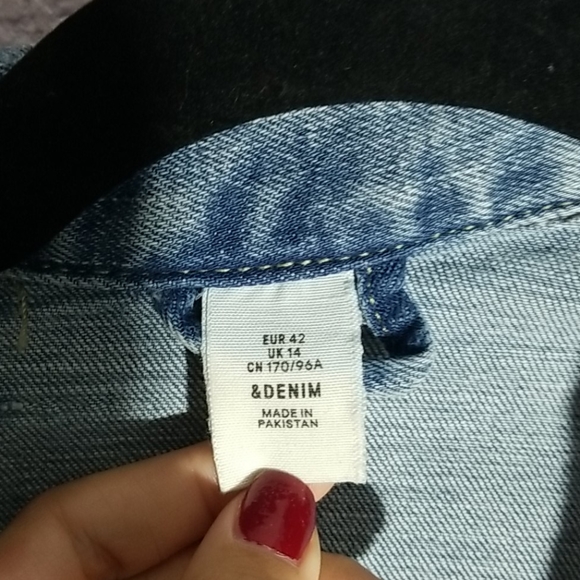 EUR 42
UK 14
CN 170/96A
&DENIM
MADE IN
PAKISTAN